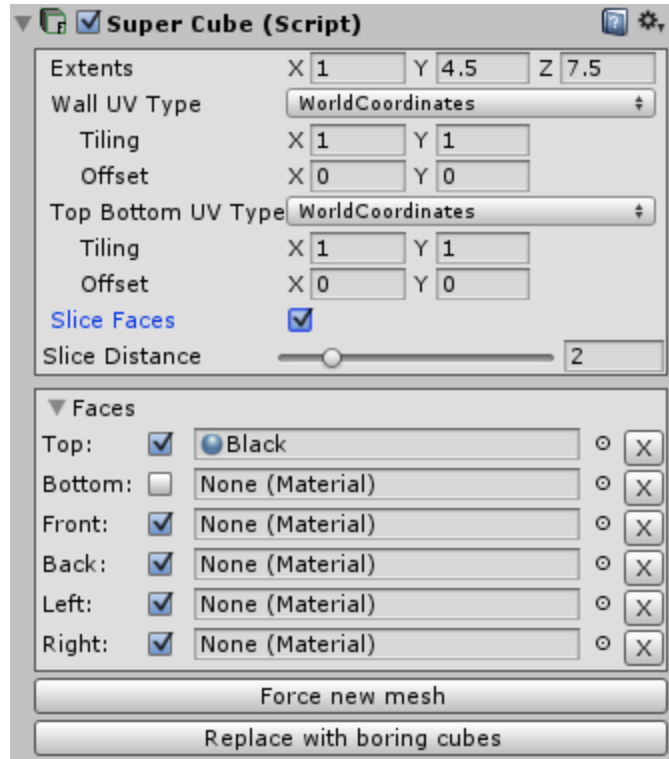 Super Cube (Script)
Extents X 1 Y 4.5 Z 7.5
Wall UV Type WorldCoordinates
Tiling X 1 Y 1
Offset X 0 Y 0
Top Bottom UV Type WorldCoordinates
Tiling X 1 Y 1
Offset X 0 Y 0
Slice Faces
Slice Distance 2
Faces
Top: Black X
Bottom: None (Material) X
Front: None (Material) X
Back: None (Material) X
Left: None (Material) X
Right: None (Material) X
Force new mesh
Replace with boring cubes